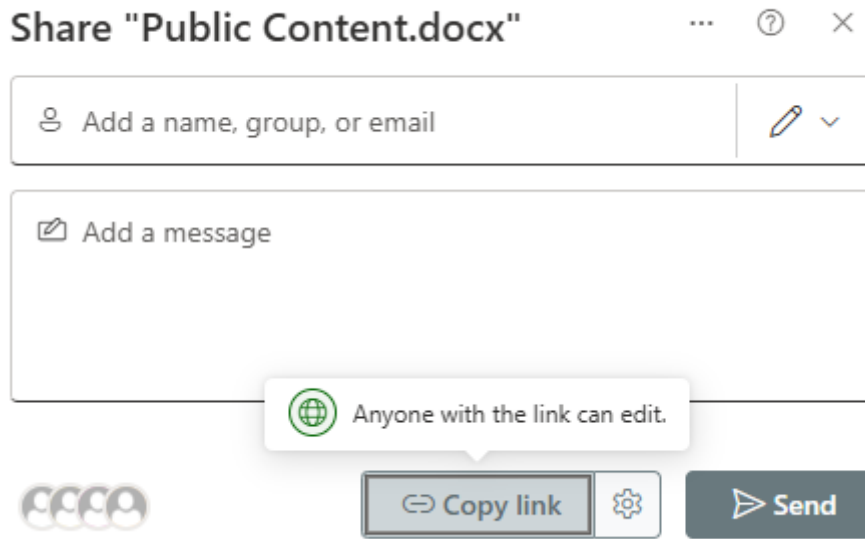 Share "Public Content.docx"
Add a name, group, or email
Add a message
Anyone with the link can edit.
Copy link
Send